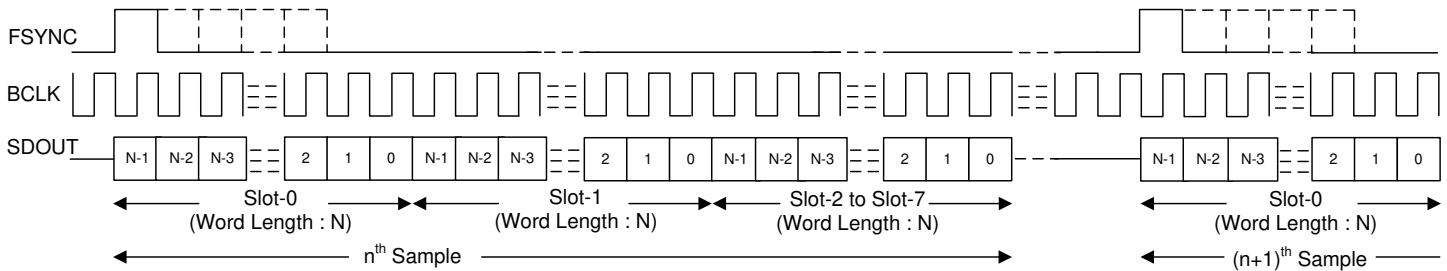 FSYNC
BCLK
SDOUT
N-1 N-2 N-3 2 1 0 N-1 N-2 N-3 2 1 0 N-1 N-2 N-3 2 1 0 N-1 N-2 N-3 2 1 0
Slot-0 Slot-1 Slot-2 to Slot-7 Slot-0
(Word Length : N) (Word Length : N) (Word Length : N) (Word Length : N)
nth Sample (n+1)th Sample